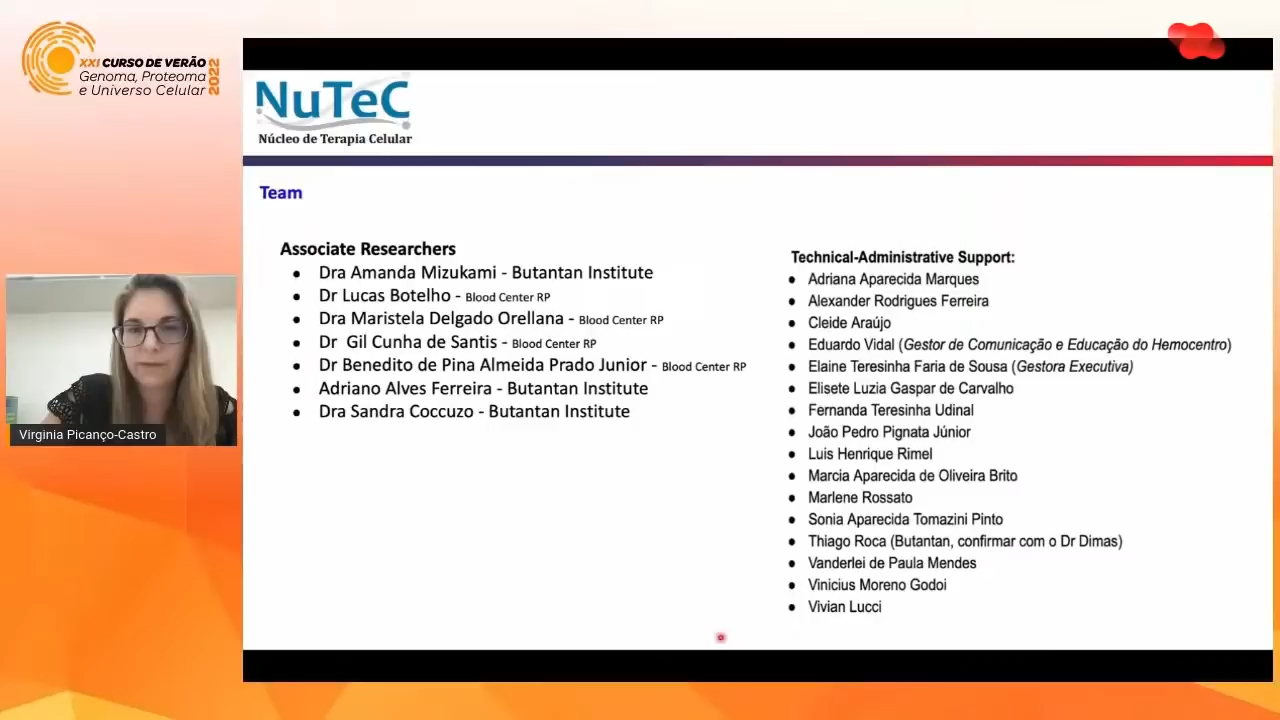 XXI CURSO DE VERÃO
Genoma, Proteoma
e Universo Celular
2022
NuTeC
Núcleo de Terapia Celular
Team
Associate Researchers
• Dra Amanda Mizukami - Butantan Institute
• Dr Lucas Botelho - Blood Center RP
• Dra Maristela Delgado Orellana - Blood Center RP
• Dr Gil Cunha de Santis - Blood Center RP
• Dr Benedito de Pina Almeida Prado Junior - Blood Center RP
• Adriano Alves Ferreira - Butantan Institute
• Dra Sandra Coccuzo - Butantan Institute
Technical-Administrative Support:
• Adriana Aparecida Marques
• Alexander Rodrigues Ferreira
• Cleide Araújo
• Eduardo Vidal (Gestor de Comunicação e Educação do Hemocentro)
• Elaine Teresinha Faria de Sousa (Gestora Executiva)
• Elisete Luzia Gaspar de Carvalho
• Fernanda Teresinha Udinal
• João Pedro Pignata Júnior
• Luis Henrique Rimel
• Marcia Aparecida de Oliveira Brito
• Marlene Rossato
• Sonia Aparecida Tomazini Pinto
• Thiago Roca (Butantan, confirmar com o Dr Dimas)
• Vanderlei de Paula Mendes
• Vinicius Moreno Godoi
• Vivian Lucci
Virginia Picanço-Castro